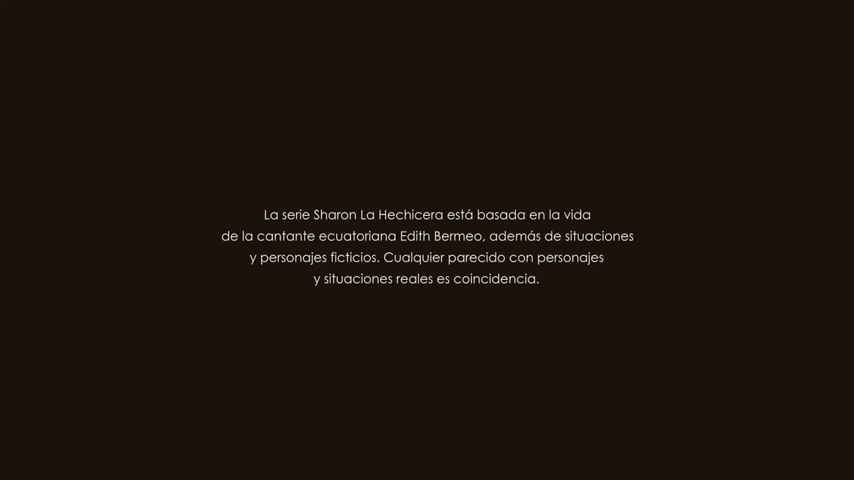 La serie Sharon La Hechicera está basada en la vida
de la cantante ecuatoriana Edith Bermeo, además de situaciones
y personajes ficticios. Cualquier parecido con personajes
y situaciones reales es coincidencia.